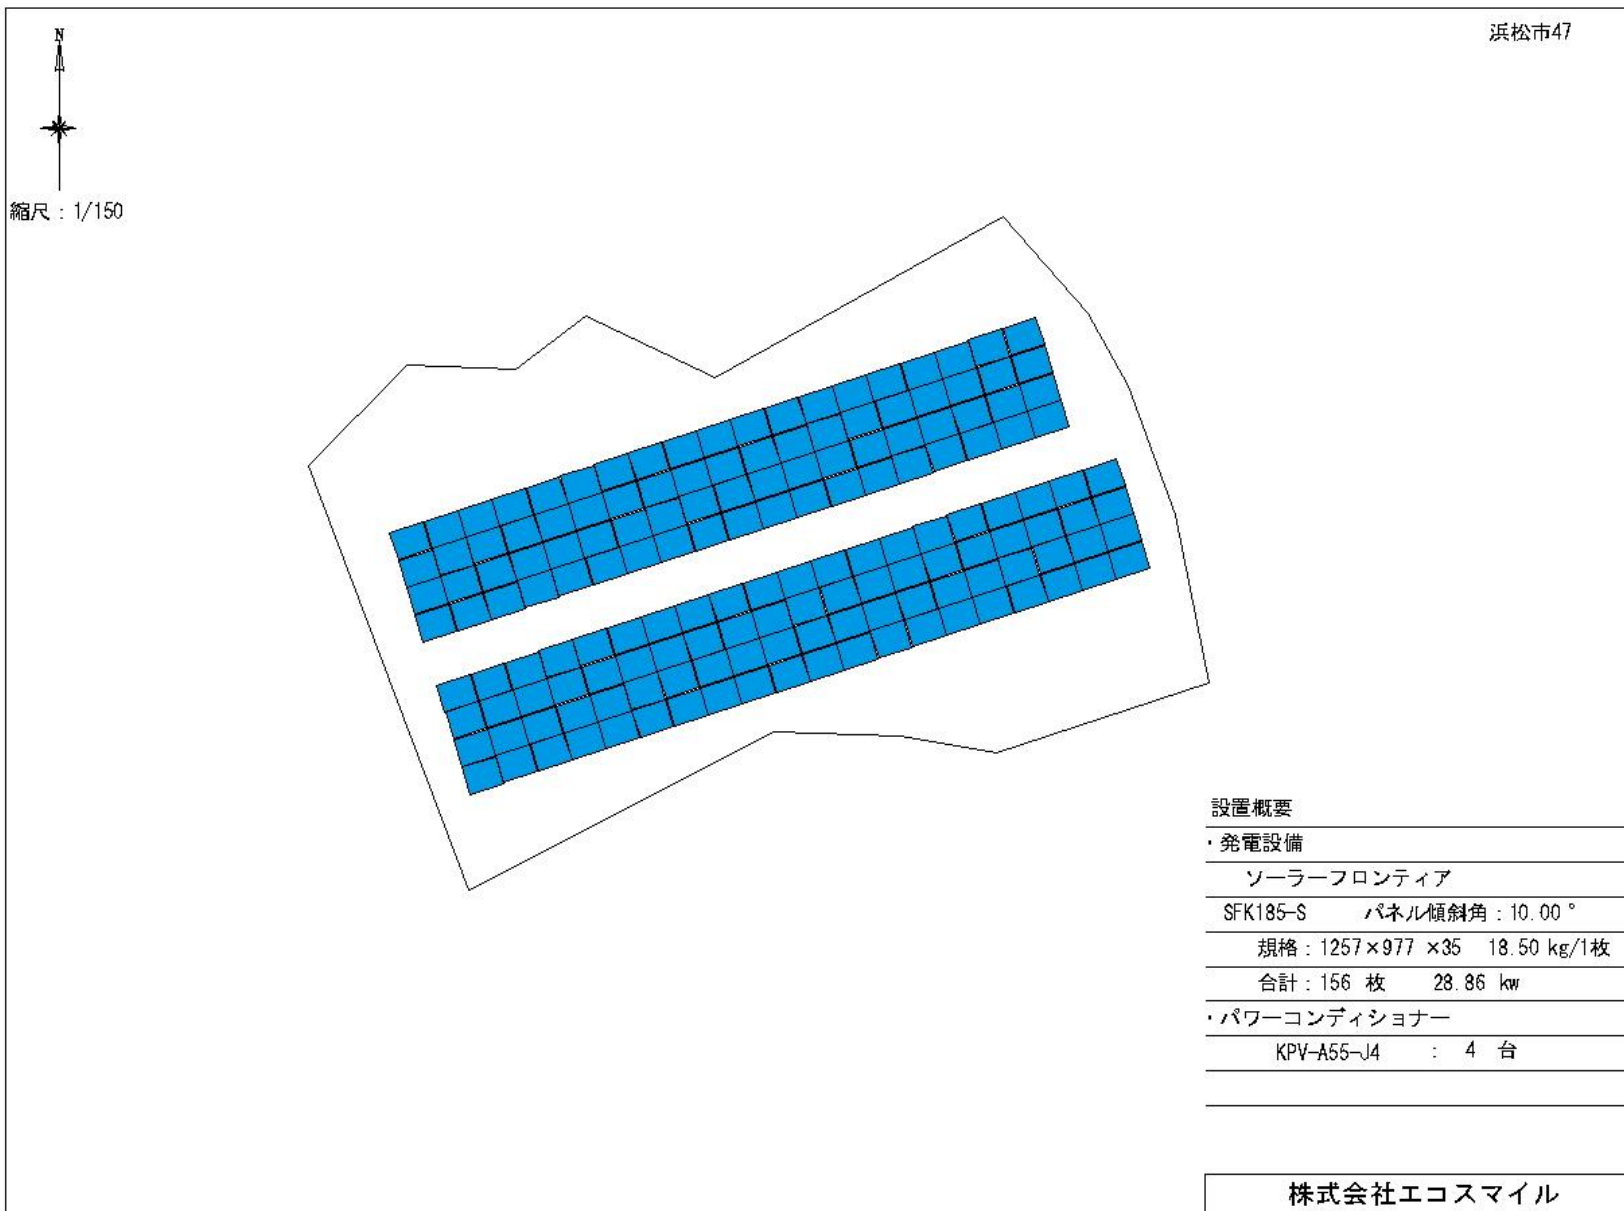 浜松市47
N
縮尺：1/150
設置概要
・発電設備
ソーラーフロンティア
SFK185-S　パネル傾斜角：10.00°
規格：1257×977 ×35　18.50 kg/1枚
合計：156 枚　28.86 kw
・パワーコンディショナー
KPV-A55-J4　：　4　台
株式会社エコスマイル